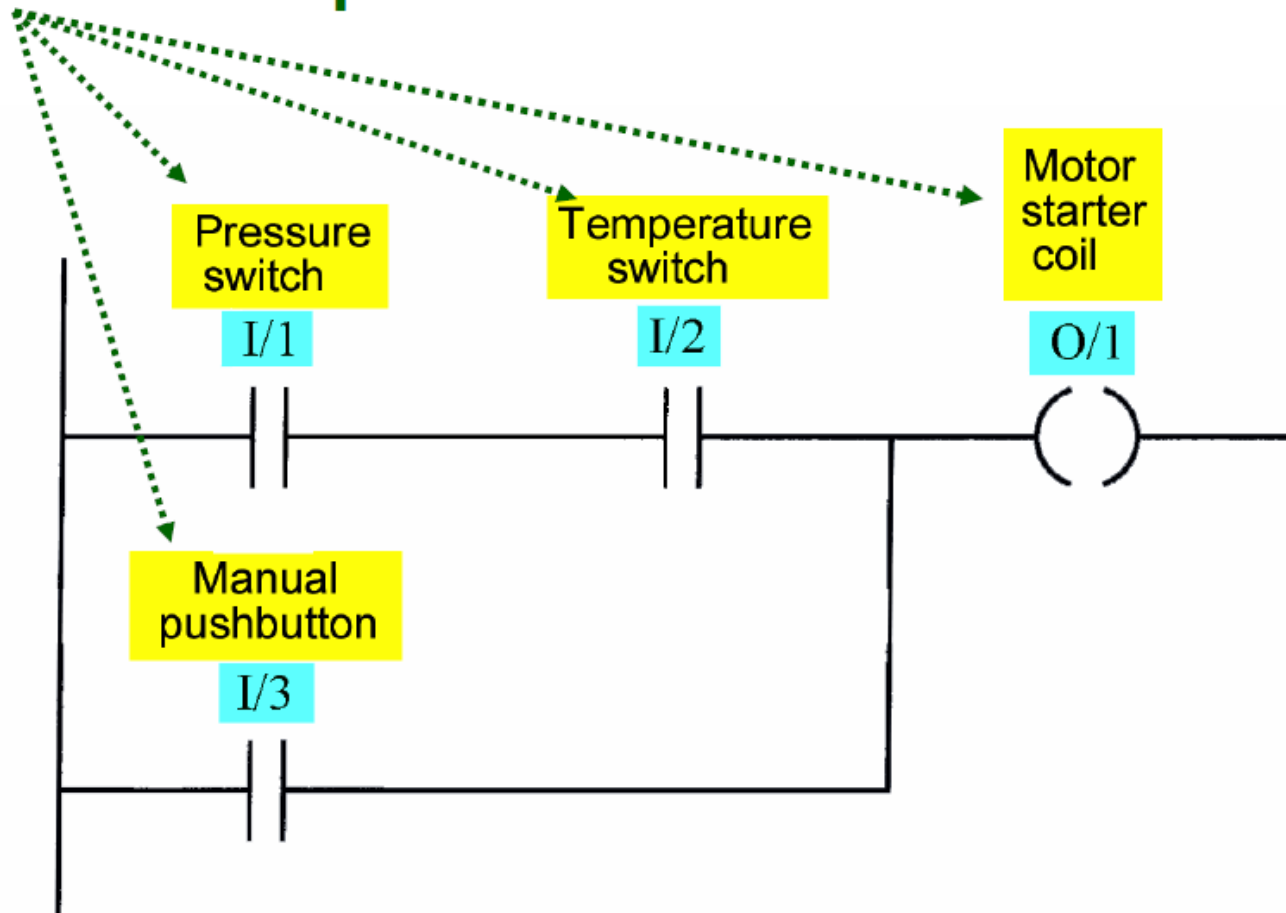 Pressure
switch
I/1
Temperature
switch
I/2
Motor
starter
coil
O/1
Manual
pushbutton
I/3